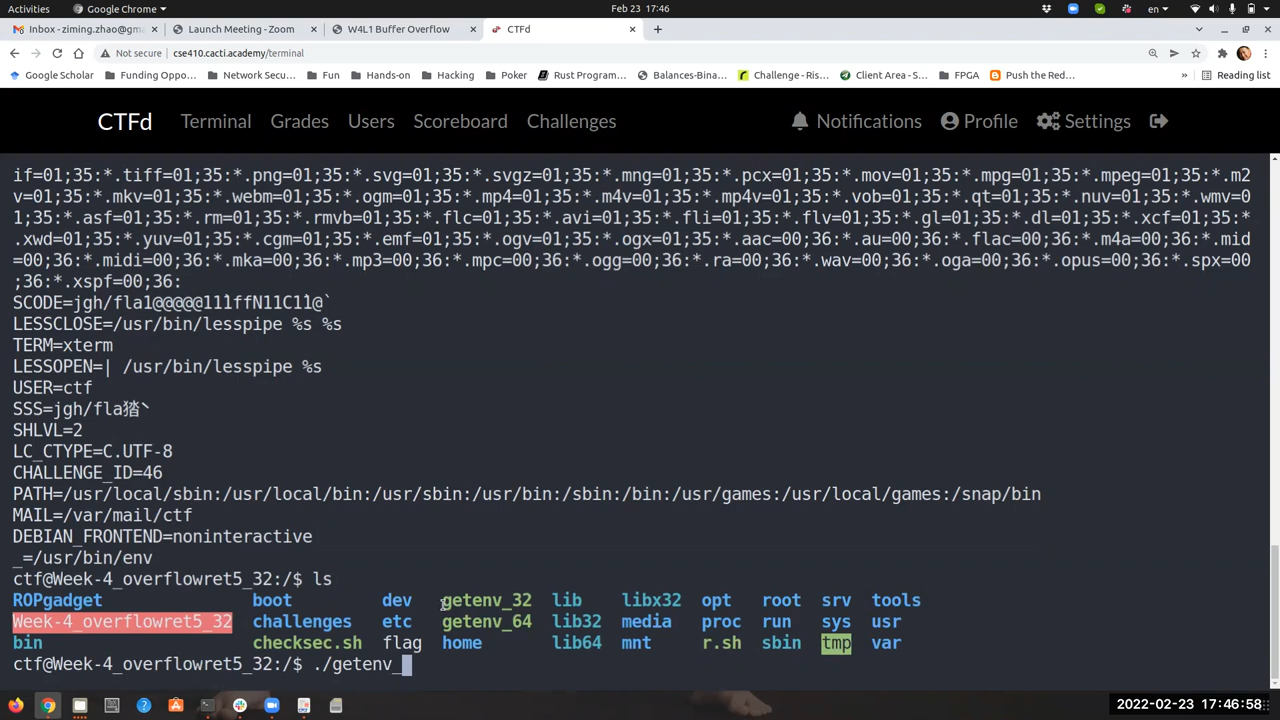 Activities Google Chrome Feb 23 17:46 en
Inbox - ziming.zhao@gm Launch Meeting - Zoom W4L1 Buffer Overflow CTFd
Not secure cse410.cacti.academy/terminal
Google Scholar Funding Oppo... Network Secu... Fun Hands-on Hacking Poker Rust Program... Balances-Bina... Challenge - Ris... Client Area - S... FPGA Push the Red... » Reading list
CTFd Terminal Grades Users Scoreboard Challenges Notifications Profile Settings
if=01;35:*.tiff=01;35:*.png=01;35:*.svg=01;35:*.svgz=01;35:*.mng=01;35:*.pcx=01;35:*.mov=01;35:*.mpg=01;35:*.mpeg=01;35:*.m2
v=01;35:*.mkv=01;35:*.webm=01;35:*.ogm=01;35:*.mp4=01;35:*.m4v=01;35:*.mp4v=01;35:*.vob=01;35:*.qt=01;35:*.nuv=01;35:*.wmv=0
1;35:*.asf=01;35:*.rm=01;35:*.rmvb=01;35:*.flc=01;35:*.avi=01;35:*.fli=01;35:*.flv=01;35:*.gl=01;35:*.dl=01;35:*.xcf=01;35:*
.xwd=01;35:*.yuv=01;35:*.cgm=01;35:*.emf=01;35:*.ogv=01;35:*.ogx=01;35:*.aac=00;36:*.au=00;36:*.flac=00;36:*.m4a=00;36:*.mid
=00;36:*.midi=00;36:*.mka=00;36:*.mp3=00;36:*.mpc=00;36:*.ogg=00;36:*.ra=00;36:*.wav=00;36:*.oga=00;36:*.opus=00;36:*.spx=00
;36:*.xspf=00;36:
SCODE=jgh/fla1@@@@@111̀ffN11C11̀@`
LESSCLOSE=/usr/bin/lesspipe %s %s
TERM=xterm
LESSOPEN=| /usr/bin/lesspipe %s
USER=ctf
SSS=jgh/fla
SHLVL=2
LC_CTYPE=C.UTF-8
CHALLENGE_ID=46
PATH=/usr/local/sbin:/usr/local/bin:/usr/sbin:/usr/bin:/sbin:/bin:/usr/games:/usr/local/games:/snap/bin
MAIL=/var/mail/ctf
DEBIAN_FRONTEND=noninteractive
_=/usr/bin/env
ctf@Week-4_overflowret5_32:/$ ls
ROPgadget boot dev getenv_32 lib libx32 opt root srv tools
Week-4_overflowret5_32 challenges etc getenv_64 lib32 media proc run sys usr
bin checksec.sh flag home lib64 mnt r.sh sbin tmp var
ctf@Week-4_overflowret5_32:/$ ./getenv_
2022-02-23 17:46:58